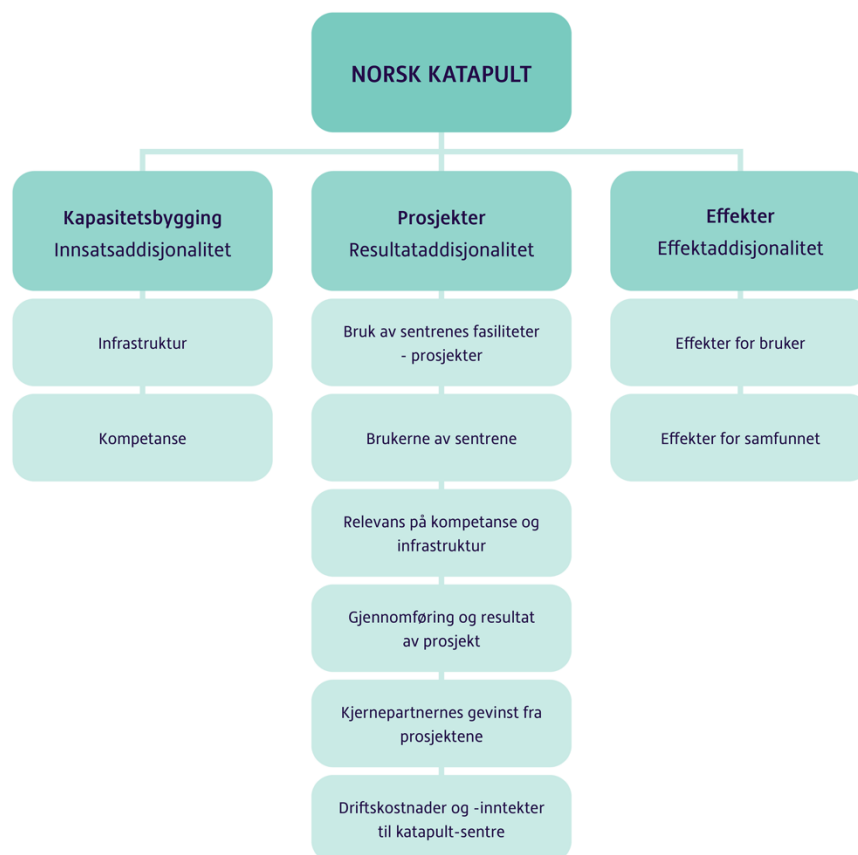 NORSK KATAPULT
Kapasitetsbygging
Innsatsaddisjonalitet
Infrastruktur
Kompetanse
Prosjekter
Resultataddisjonalitet
Bruk av sentrenes fasiliteter
- prosjekter
Brukerne av sentrene
Relevans på kompetanse og
infrastruktur
Gjennomføring og resultat
av prosjekt
Kjernepartnernes gevinst fra
prosjektene
Driftskostnader og -inntekter
til katapult-sentre
Effekter
Effektaddisjonalitet
Effekter for bruker
Effekter for samfunnet